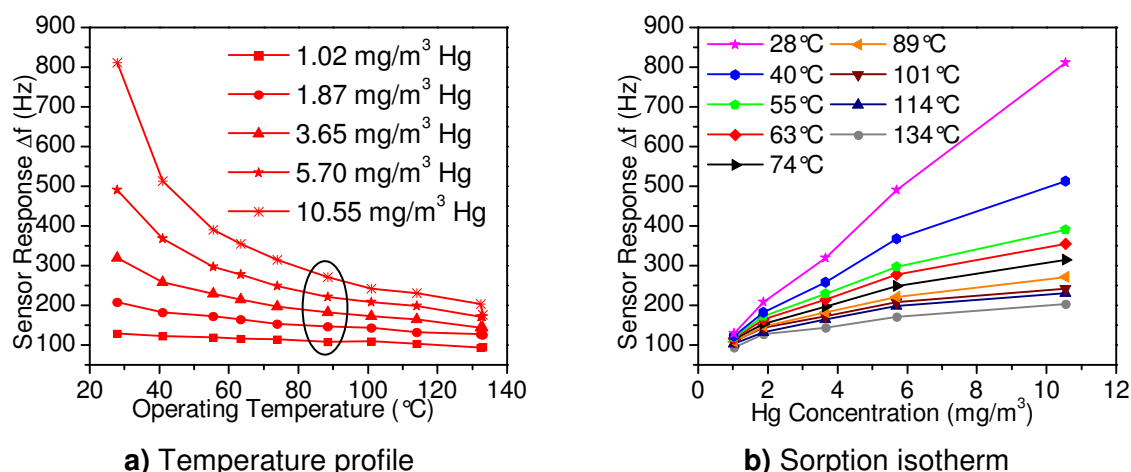 900
800
700
600
500
400
300
200
100
Sensor Response Δf (Hz)
1.02 mg/m³ Hg
1.87 mg/m³ Hg
3.65 mg/m³ Hg
5.70 mg/m³ Hg
10.55 mg/m³ Hg
20 40 60 80 100 120 140
Operating Temperature (°C)
a) Temperature profile
900
800
700
600
500
400
300
200
100
Sensor Response Δf (Hz)
28°C 89°C
40°C 101°C
55°C 114°C
63°C 134°C
74°C
0 2 4 6 8 10 12
Hg Concentration (mg/m³)
b) Sorption isotherm